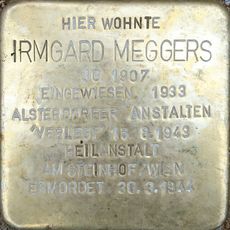 HIER WOHNTE
IRMGARD MEGGERS
JG. 1907
EINGEWIESEN 1933
ALSTERDORFER ANSTALTEN
"VERLEGT" 16.8.1943
HEILANSTALT
AM STEINHOF / WIEN
ERMORDET 30.3.1944